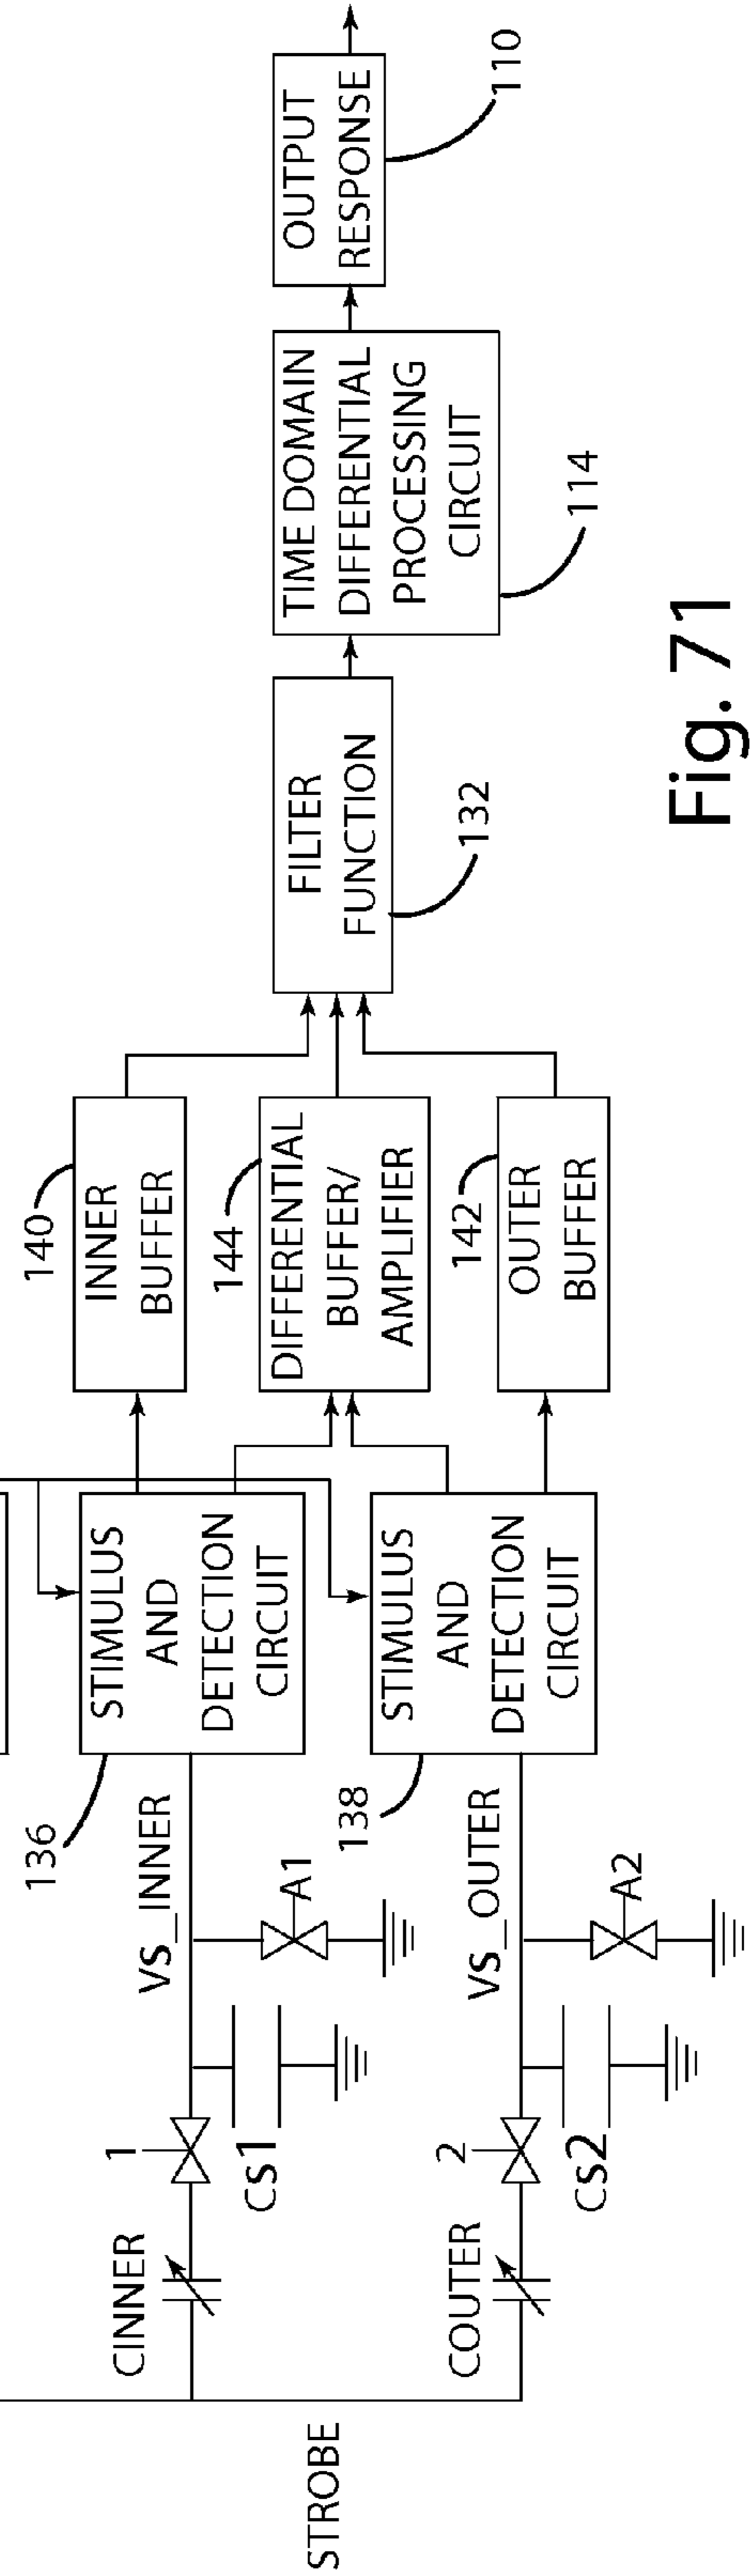 STROBE
CINNER
1
CS1
VS_INNER
A1
136
STIMULUS
AND
DETECTION
CIRCUIT
COUTER
2
CS2
VS_OUTER
A2
138
STIMULUS
AND
DETECTION
CIRCUIT
140
INNER
BUFFER
144
DIFFERENTIAL
BUFFER/
AMPLIFIER
142
OUTER
BUFFER
FILTER
FUNCTION
132
TIME DOMAIN
DIFFERENTIAL
PROCESSING
CIRCUIT
114
OUTPUT
RESPONSE
110
Fig. 71